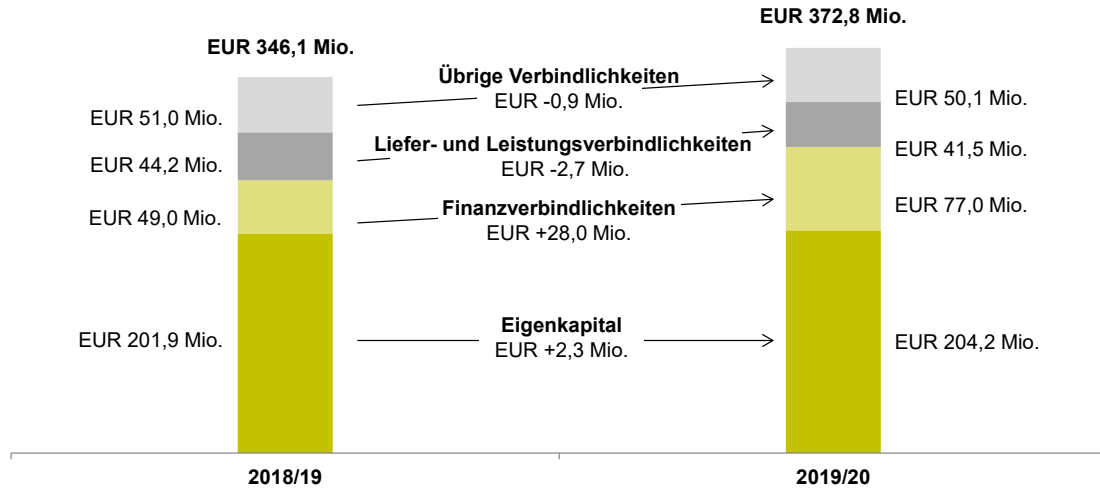 EUR 372,8 Mio.
EUR 346,1 Mio.
Übrige Verbindlichkeiten
EUR -0,9 Mio.
EUR 51,0 Mio.
EUR 50,1 Mio.
Liefer- und Leistungsverbindlichkeiten
EUR -2,7 Mio.
EUR 44,2 Mio.
EUR 41,5 Mio.
Finanzverbindlichkeiten
EUR +28,0 Mio.
EUR 49,0 Mio.
EUR 77,0 Mio.
Eigenkapital
EUR +2,3 Mio.
EUR 201,9 Mio.
EUR 204,2 Mio.
2018/19
2019/20